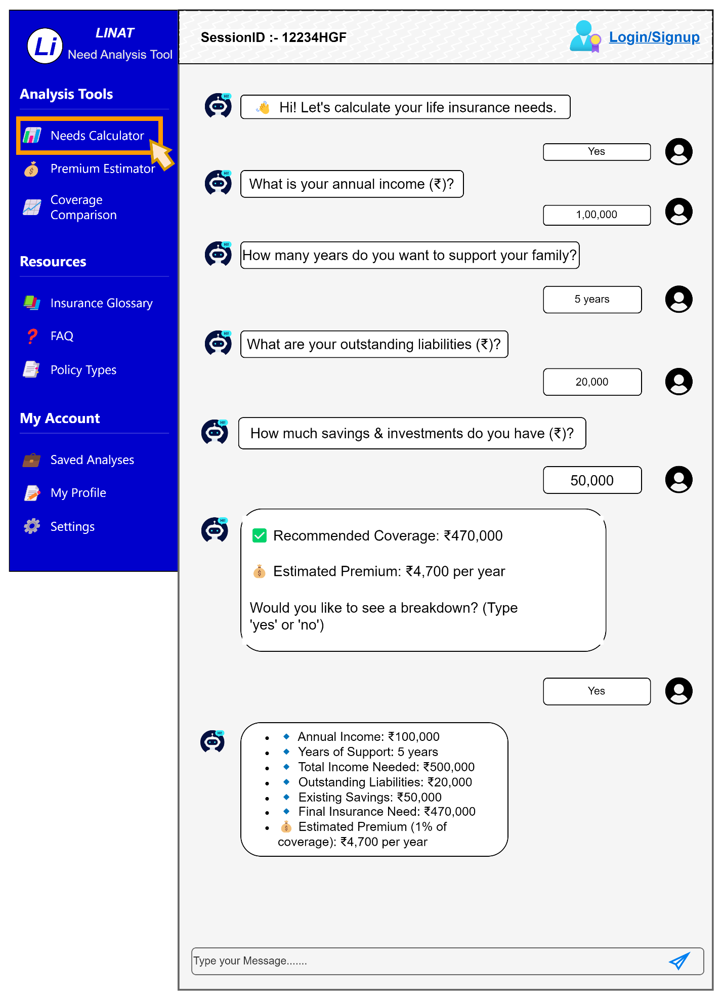 Li
LINAT
Need Analysis Tool
Analysis Tools
Needs Calculator
Premium Estimator
Coverage
Comparison
Resources
Insurance Glossary
FAQ
Policy Types
My Account
Saved Analyses
My Profile
Settings
SessionID :- 12234HGF
Login/Signup
HI!
Hi! Let's calculate your life insurance needs.
Yes
HI!
What is your annual income (₹)?
1,00,000
HI!
How many years do you want to support your family?
5 years
HI!
What are your outstanding liabilities (₹)?
20,000
HI!
How much savings & investments do you have (₹)?
50,000
HI!
Recommended Coverage: ₹470,000
Estimated Premium: ₹4,700 per year
Would you like to see a breakdown? (Type
'yes' or 'no')
Yes
HI!
Annual Income: ₹100,000
Years of Support: 5 years
Total Income Needed: ₹500,000
Outstanding Liabilities: ₹20,000
Existing Savings: ₹50,000
Final Insurance Need: ₹470,000
Estimated Premium (1% of
coverage): ₹4,700 per year
Type your Message.......